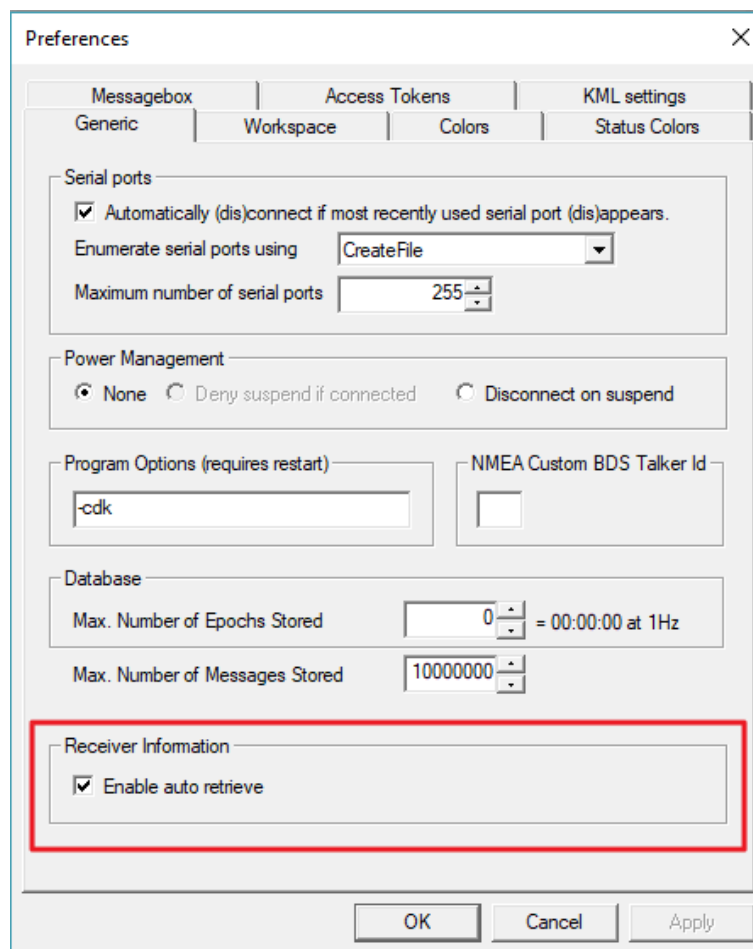 Preferences
Messagebox Access Tokens KML settings
Generic Workspace Colors Status Colors
Serial ports
Automatically (dis)connect if most recently used serial port (dis)appears.
Enumerate serial ports using CreateFile
Maximum number of serial ports 255
Power Management
None Deny suspend if connected Disconnect on suspend
Program Options (requires restart) NMEA Custom BDS Talker Id
-cdk
Database
Max. Number of Epochs Stored 0 = 00:00:00 at 1Hz
Max. Number of Messages Stored 10000000
Receiver Information
Enable auto retrieve
OK Cancel Apply